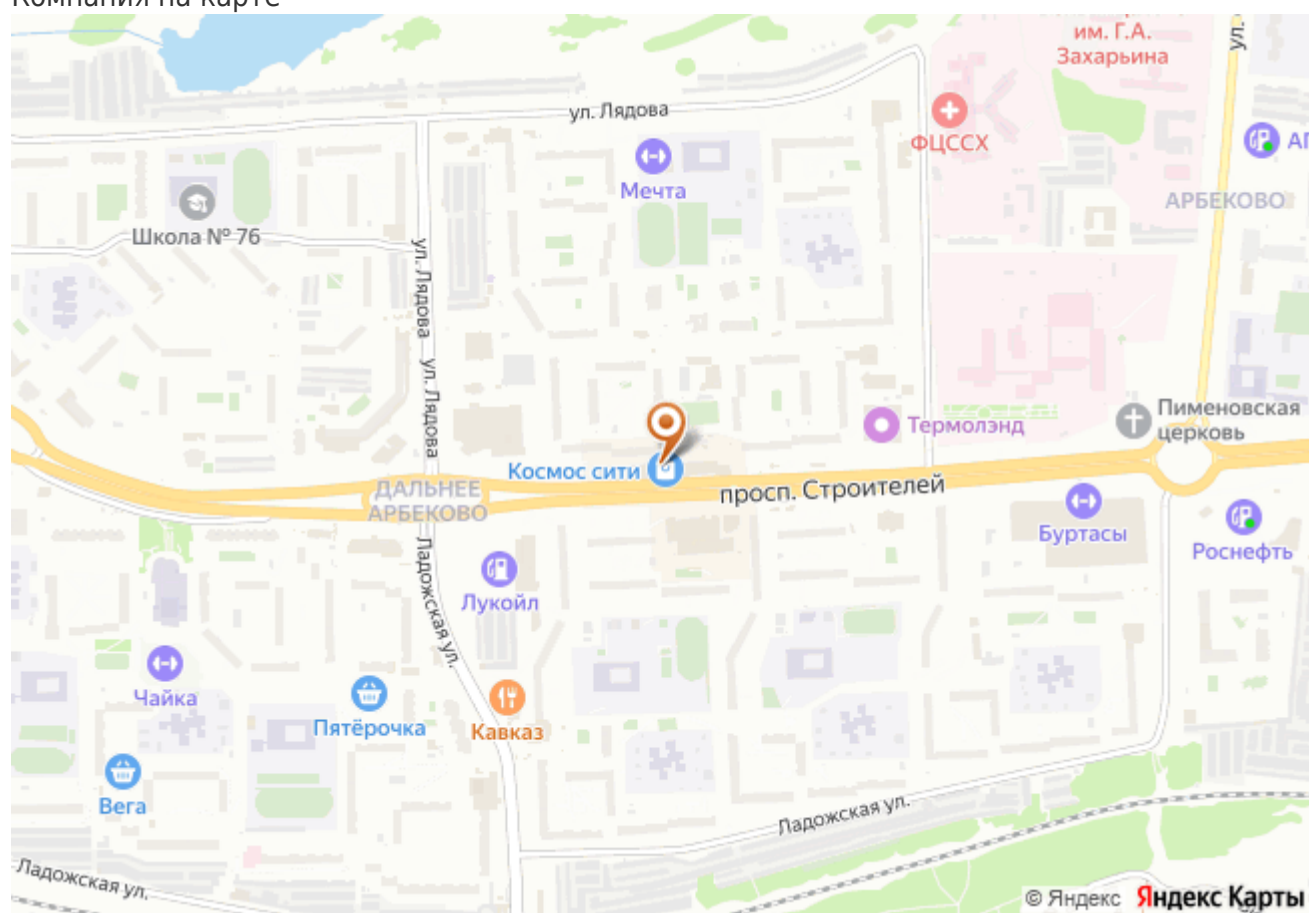 Компания на карте
им. Г.А.
Захарьина
ул.
ул. Лядова
ФЦССХ
Мечта
АРБЕКОВО
Школа № 76
ул. Лядова
ул. Лядова
Пименовская
церковь
Термолэнд
Космос сити
просп. Строителей
ДАЛЬНЕЕ
АРБЕКОВО
Буртасы
Роснефть
Лукойл
Ладожская ул.
Чайка
Пятёрочка
Кавказ
Вега
Ладожская ул.
Ладожская ул.
© Яндекс Яндекс Карты